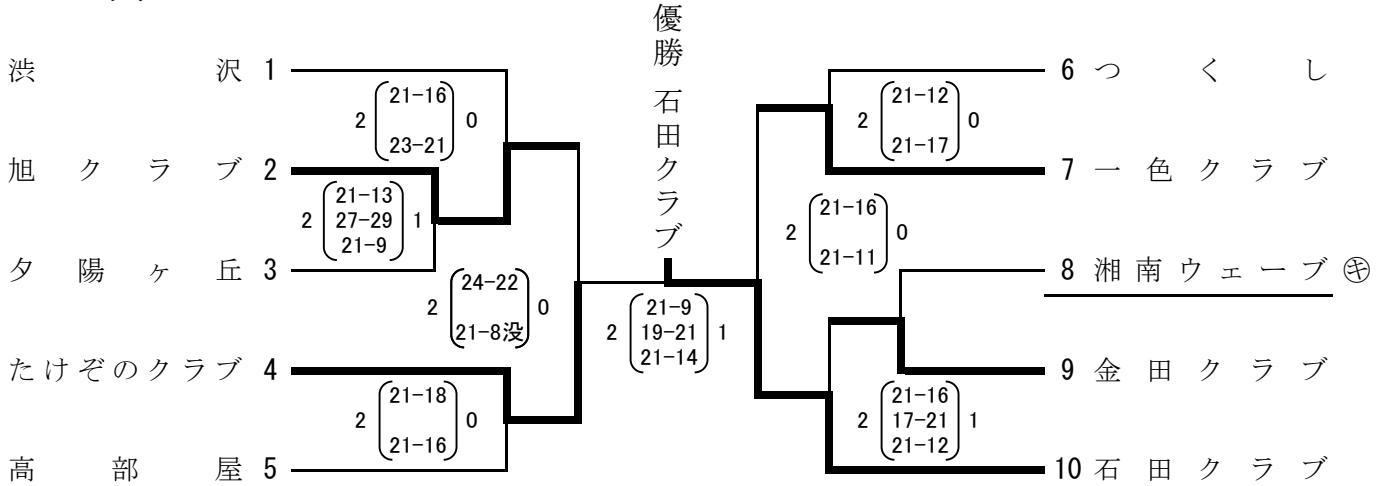 優勝 石田クラブ
渋沢 1
2 21-16 0
23-21
旭クラブ 2
2 21-13 1
27-29
21-9
夕陽ヶ丘 3
2 24-22 0
21-8没
たけぞのクラブ 4
2 21-18 0
21-16
高部屋 5
2 21-9 1
19-21
21-14
6 つくし
2 21-12 0
21-17
7 一色クラブ
2 21-16 0
21-11
8 湘南ウェーブ ㋖
9 金田クラブ
2 21-16 1
17-21
21-12
10 石田クラブ